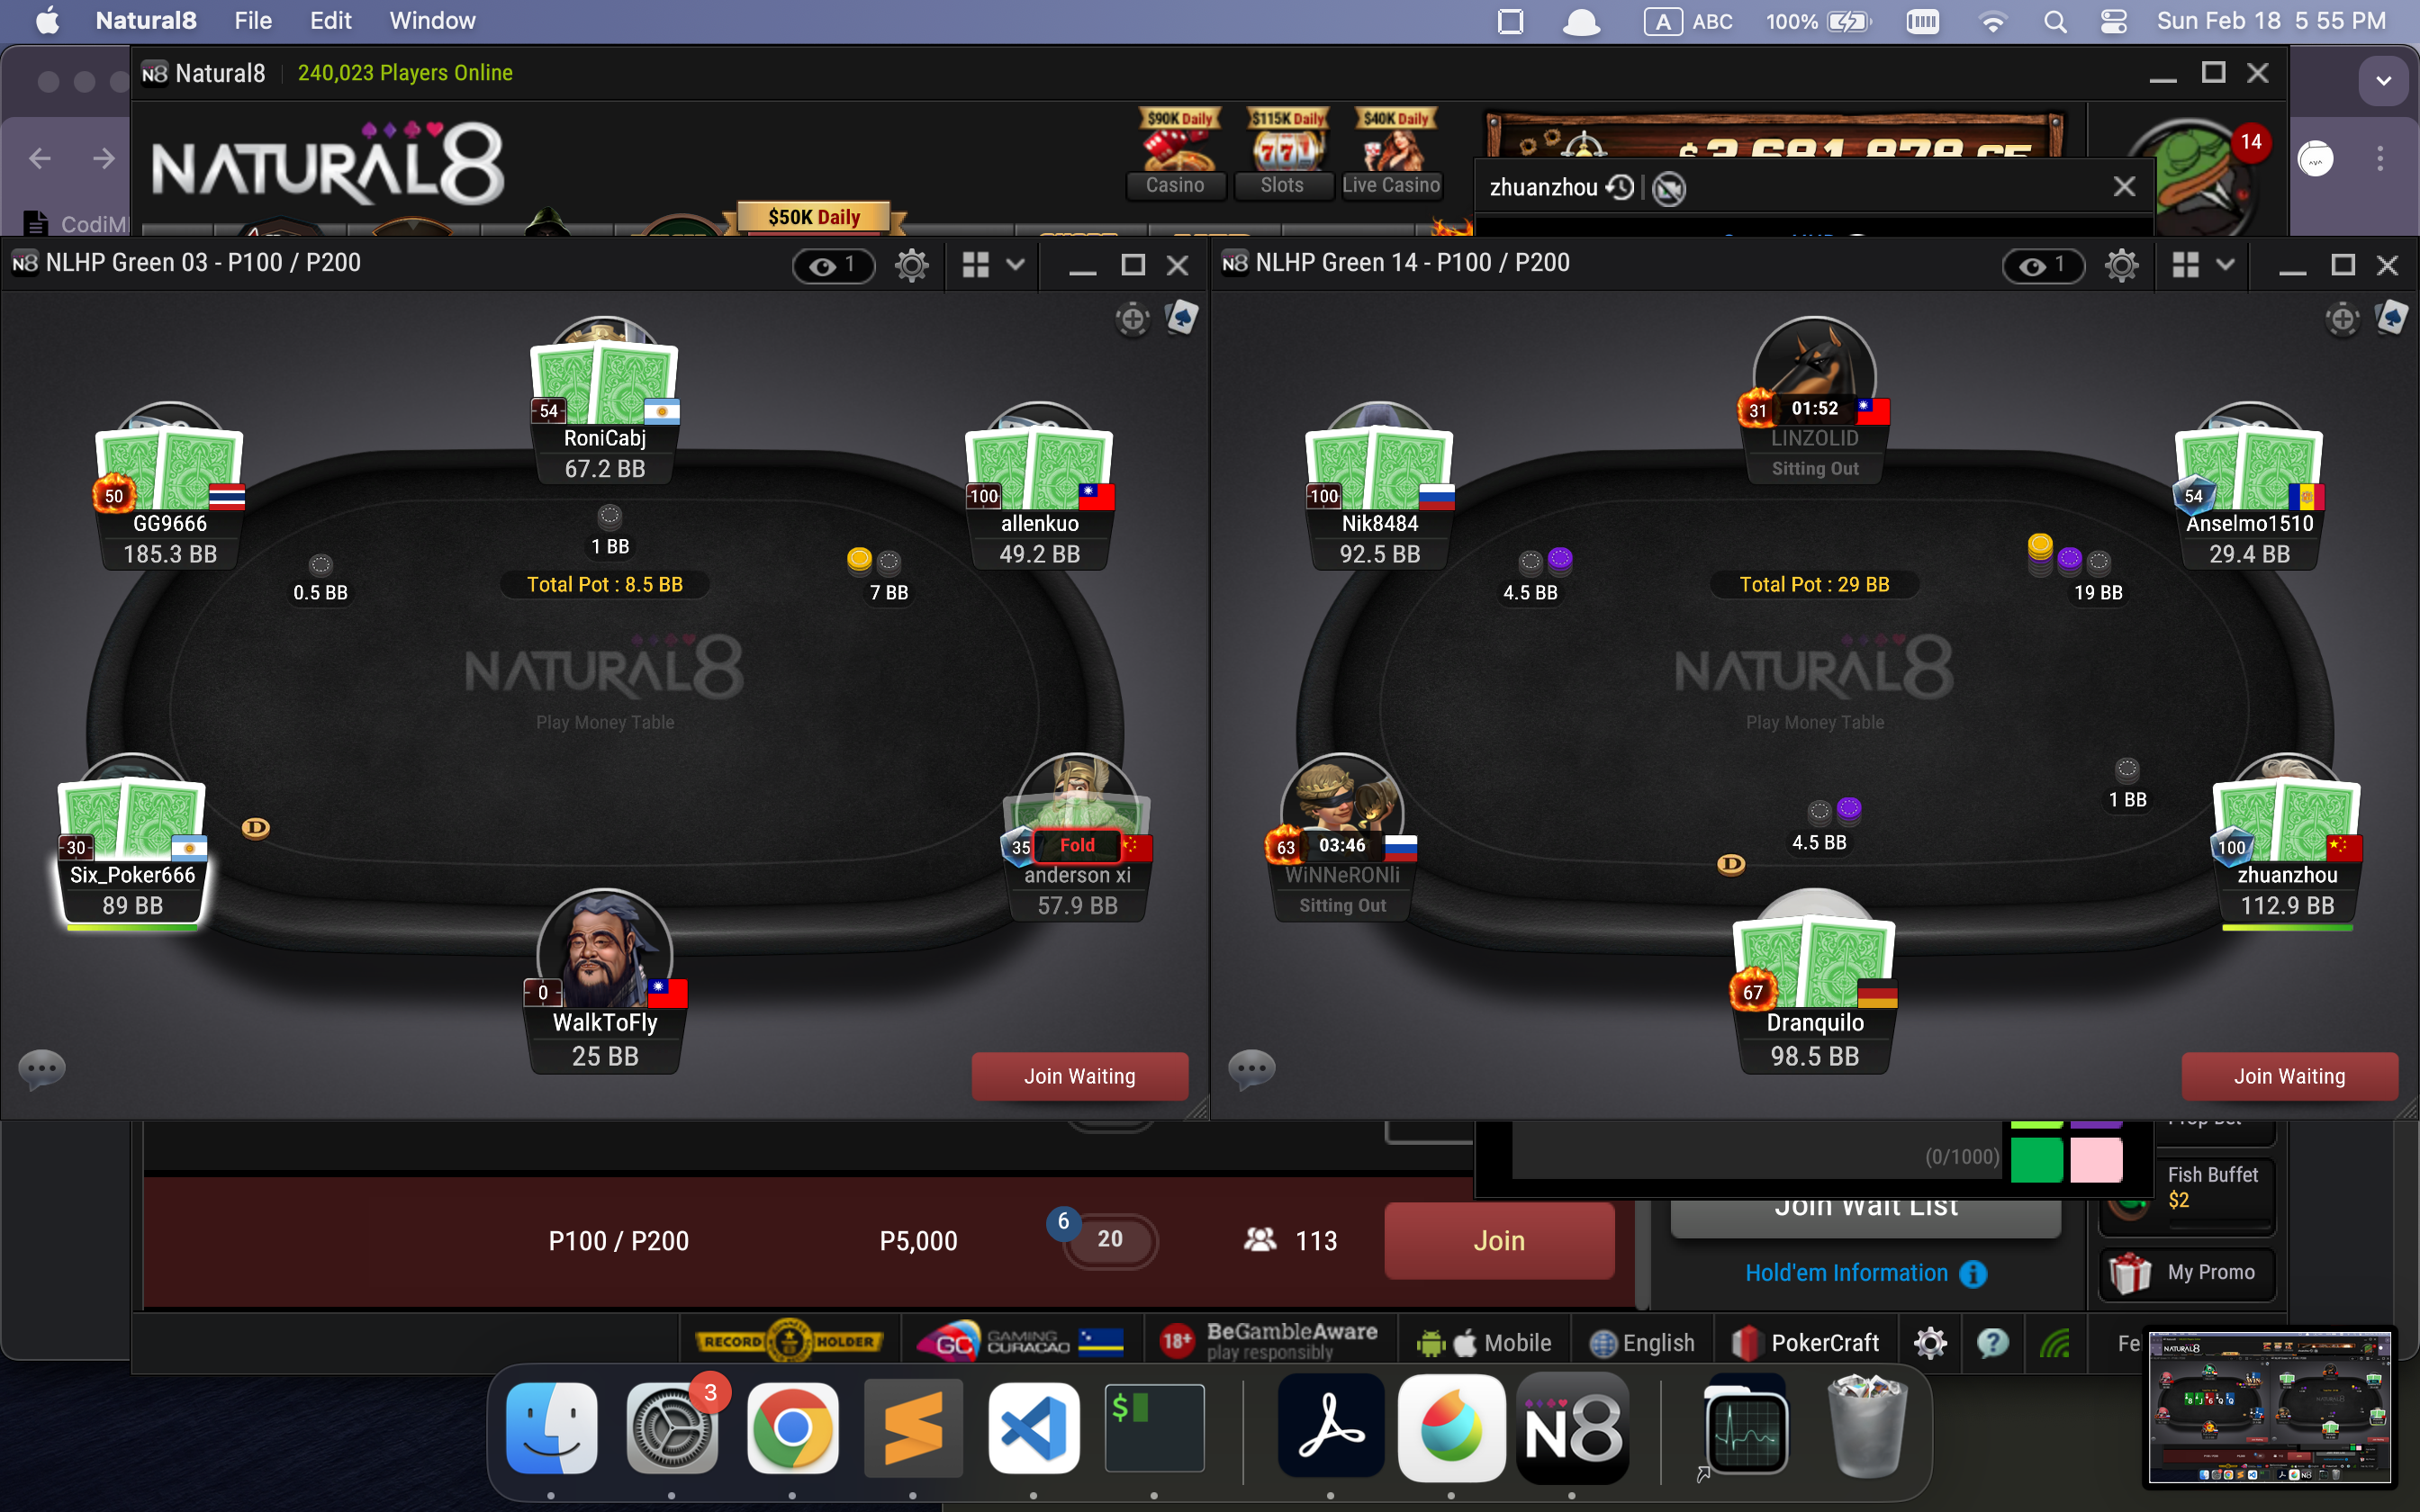 Natural8 File Edit Window
A ABC 100% Sun Feb 18 5 55 PM
N8 Natural8 240,023 Players Online
NATURAL8
$90K Daily
Casino
$115K Daily
777
Slots
$40K Daily
Live Casino
14
zhuanzhou
$50K Daily
N8 NLHP Green 03 - P100 / P200
1
54
RoniCabj
67.2 BB
50
GG9666
185.3 BB
100
allenkuo
49.2 BB
1 BB
0.5 BB
Total Pot : 8.5 BB
7 BB
NATURAL8
Play Money Table
30
Six_Poker666
89 BB
D
35
Fold
anderson xi
57.9 BB
0
WalkToFly
25 BB
Join Waiting
N8 NLHP Green 14 - P100 / P200
1
31 01:52
LINZOLID
Sitting Out
100
Nik8484
92.5 BB
54
Anselmo1510
29.4 BB
4.5 BB
Total Pot : 29 BB
19 BB
NATURAL8
Play Money Table
63 03:46
WiNNeRONli
Sitting Out
1 BB
4.5 BB
D
100
zhuanzhou
112.9 BB
67
Dranquilo
98.5 BB
Join Waiting
(0/1000)
Fish Buffet
$2
P100 / P200 P5,000 6 20 113 Join
Join Wait List
Hold'em Information i
My Promo
RECORD HOLDER
GC GAMING CURACAO
18+ BeGambleAware
play responsibly
Mobile
English
PokerCraft
?
3
$
N8